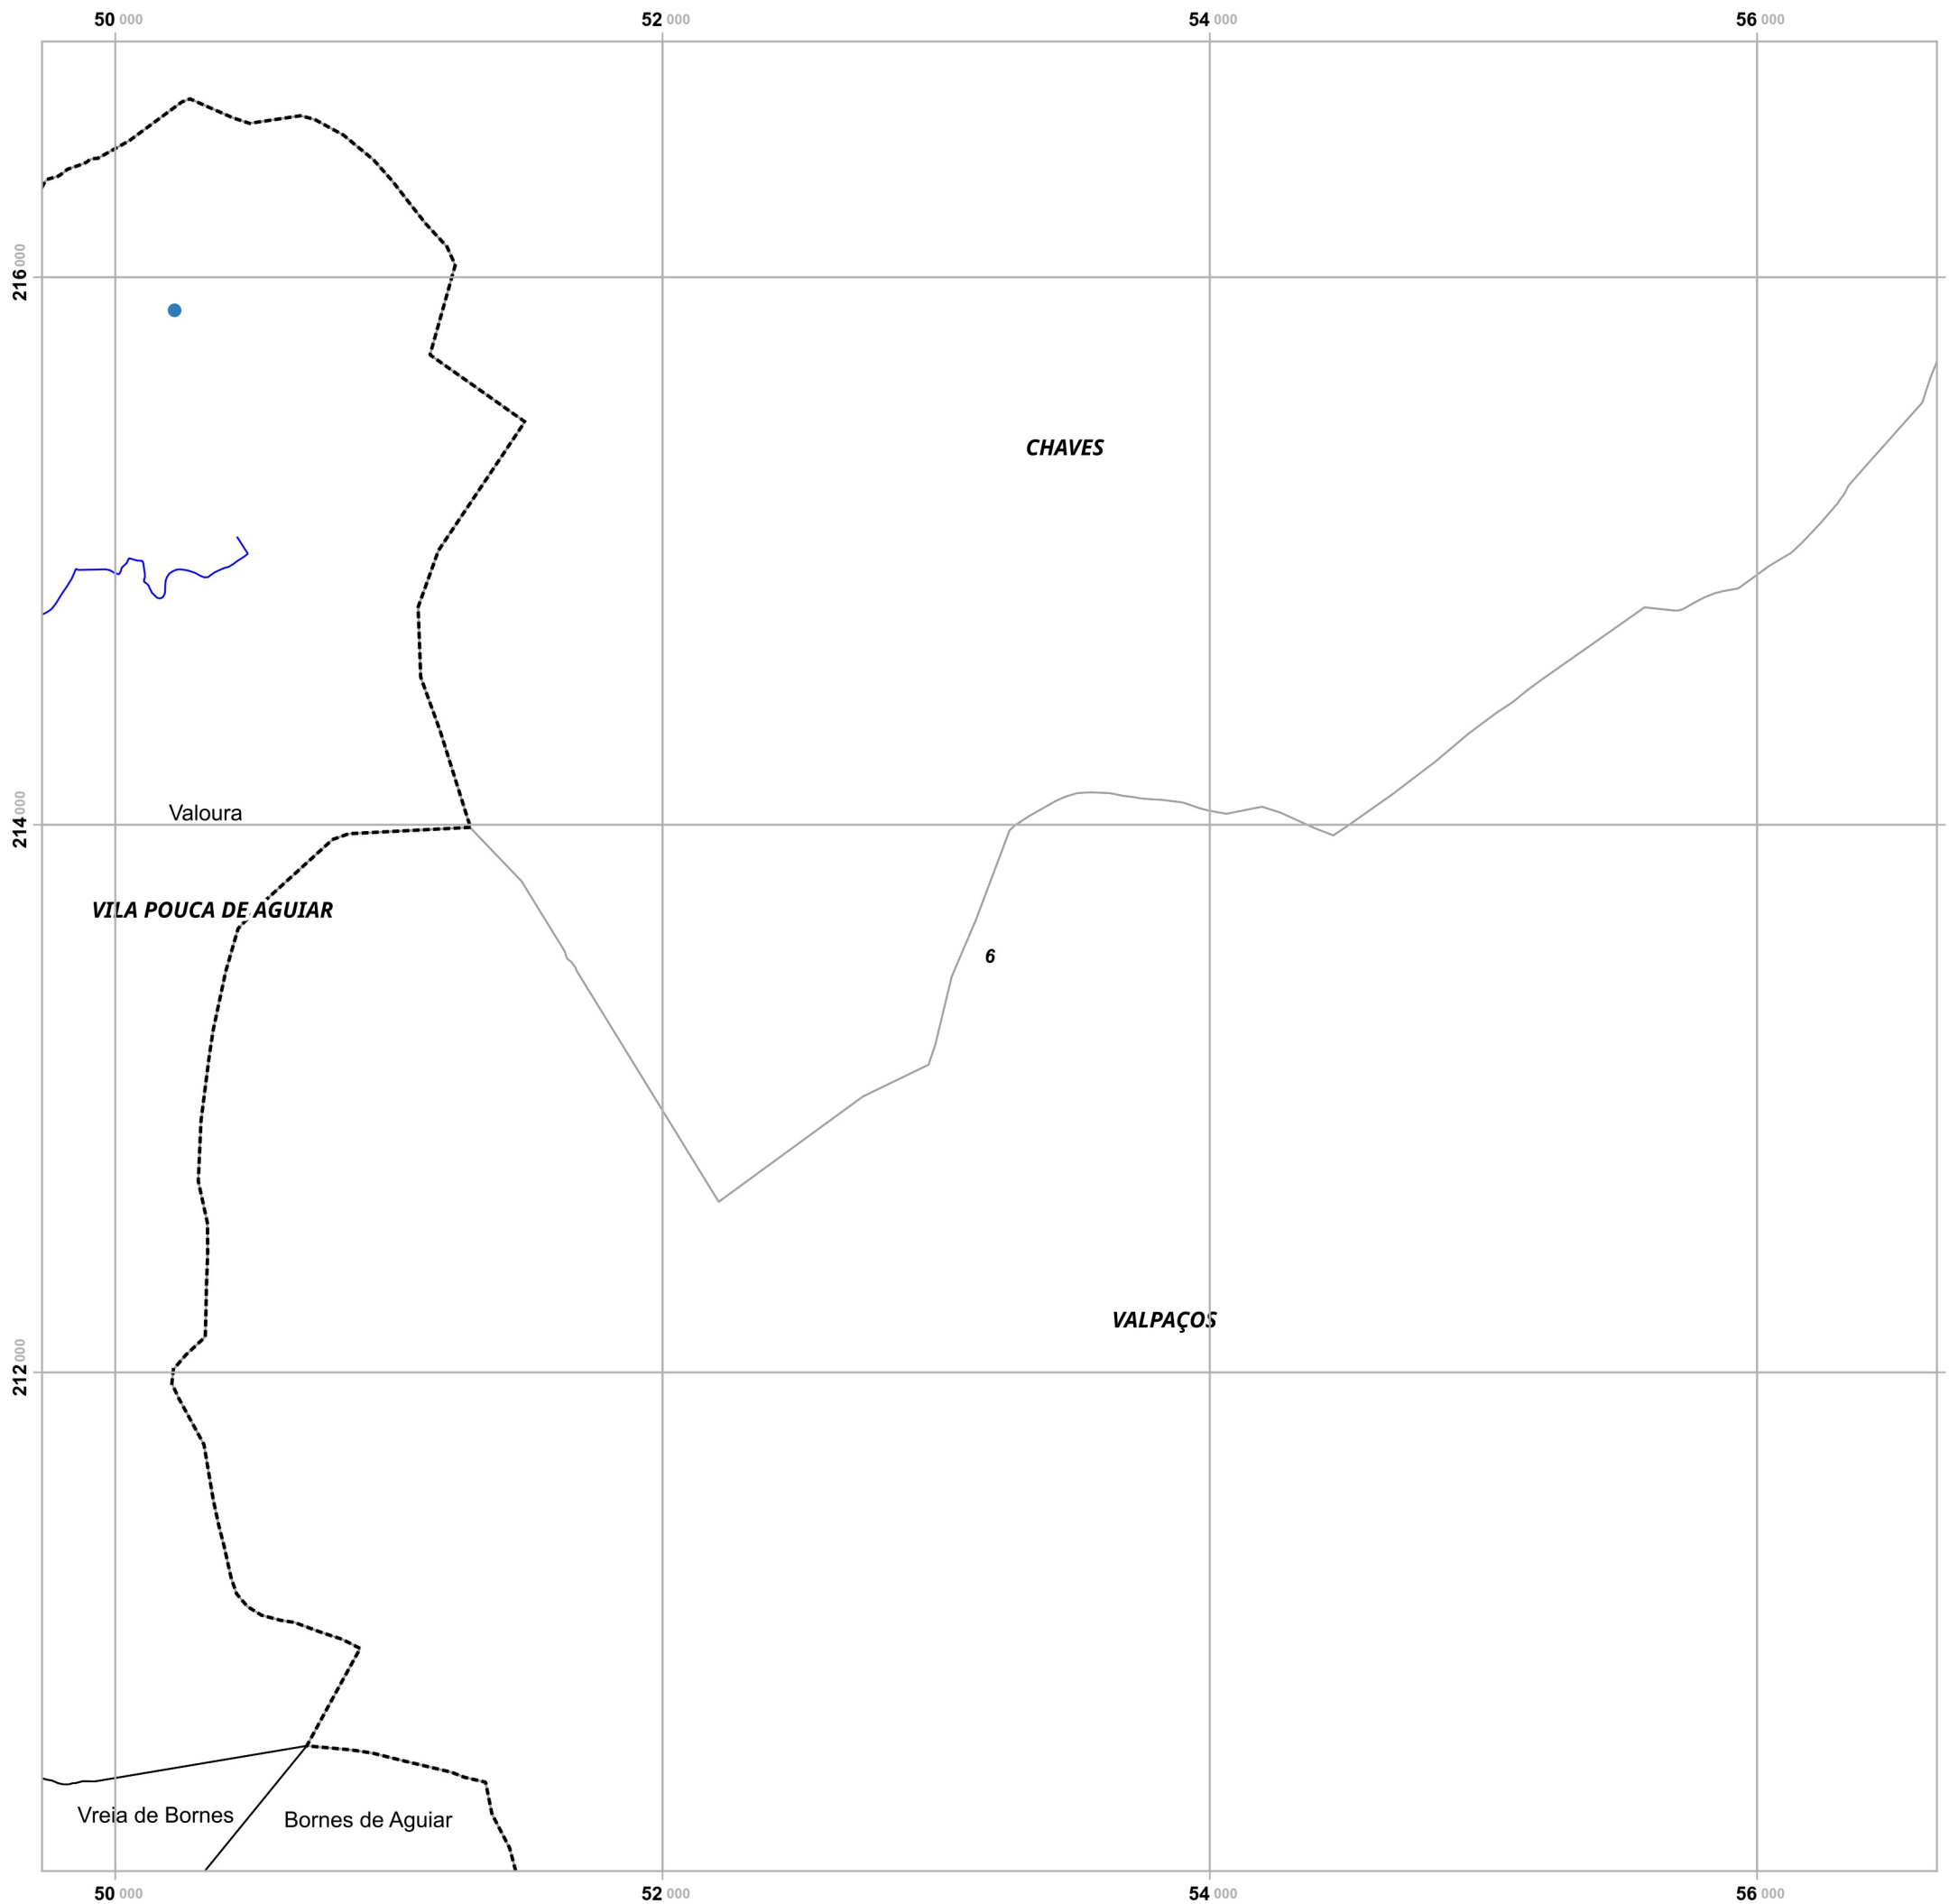 50 000
52 000
54 000
56 000
216 000
CHAVES
Valoura
214 000
VILA POUCA DE AGUIAR
6
VALPAÇOS
212 000
Vreia de Bornes
Bornes de Aguiar
50 000
52 000
54 000
56 000